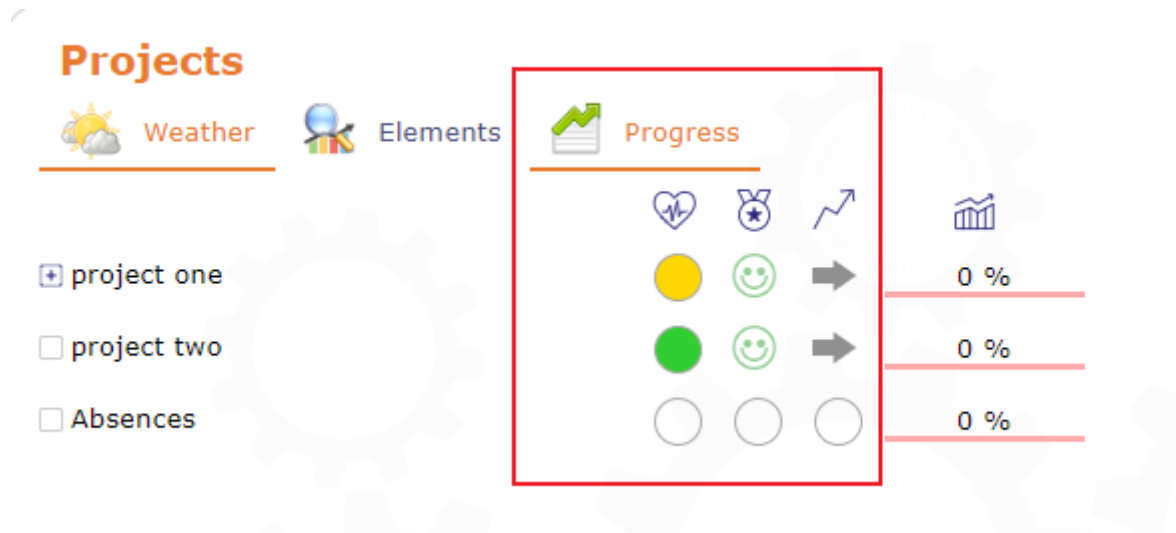 Projects
Weather Elements Progress
project one 0 %
project two 0 %
Absences 0 %